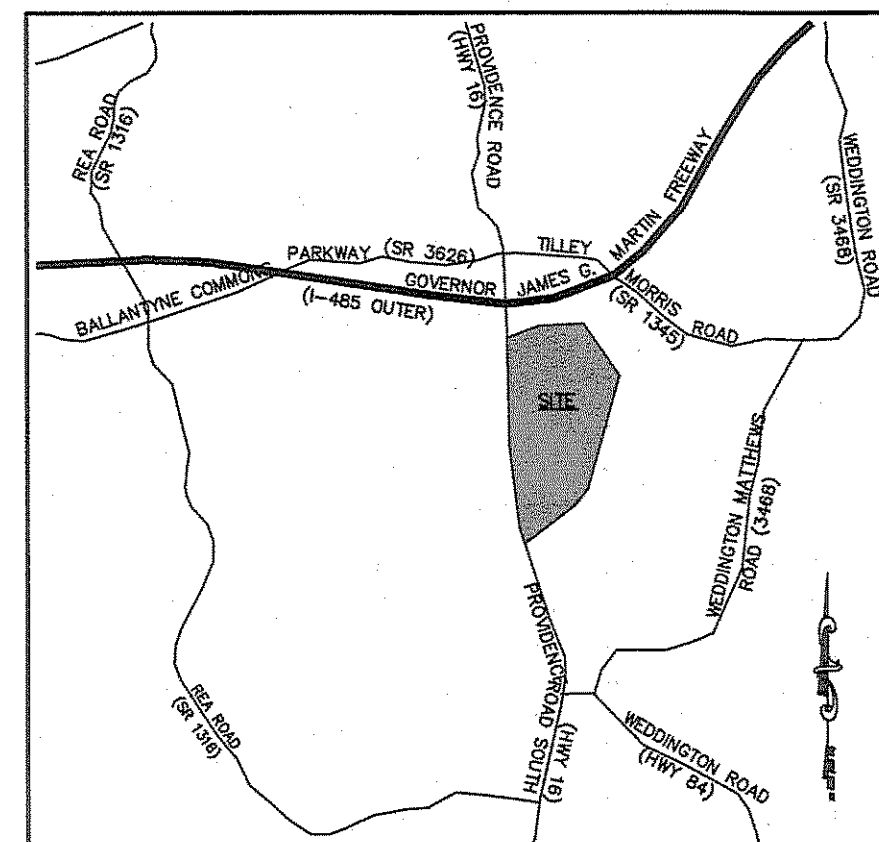 PROVIDENCE ROAD
(HWY 16)
REA ROAD
(SR 1316)
MARTIN FREEWAY
WEDDINGTON ROAD
(SR 3468)
PARKWAY (SR 3626)
TILLEY
GOVERNOR
JAMES G.
MORRIS
ROAD
(SR 1345)
BALLANTYNE COMMONS
(I-485 OUTER)
SITE
WEDDINGTON MATTHEWS
ROAD (3468)
PROVIDENCE ROAD SOUTH
(HWY 16)
REA ROAD
(SR 1316)
WEDDINGTON ROAD
(HWY 84)